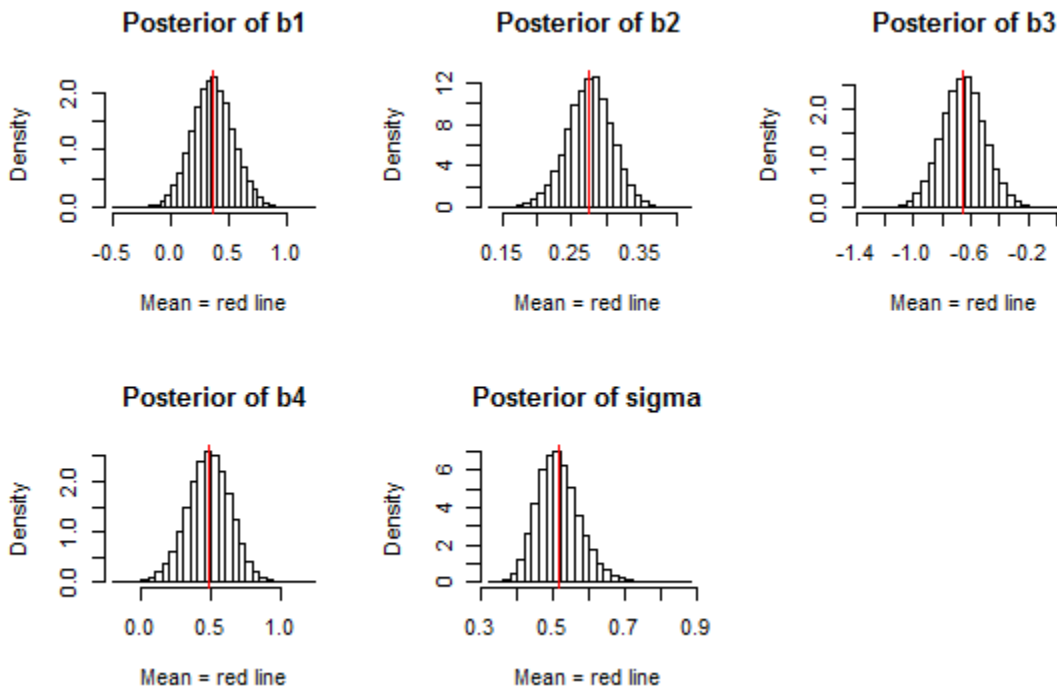 Posterior of b1
Density
0.0 1.0 2.0
-0.5 0.0 0.5 1.0
Mean = red line
Posterior of b2
Density
0 4 8 12
0.15 0.25 0.35
Mean = red line
Posterior of b3
Density
0.0 1.0 2.0
-1.4 -1.0 -0.6 -0.2
Mean = red line
Posterior of b4
Density
0.0 1.0 2.0
0.0 0.5 1.0
Mean = red line
Posterior of sigma
Density
0 2 4 6
0.3 0.5 0.7 0.9
Mean = red line